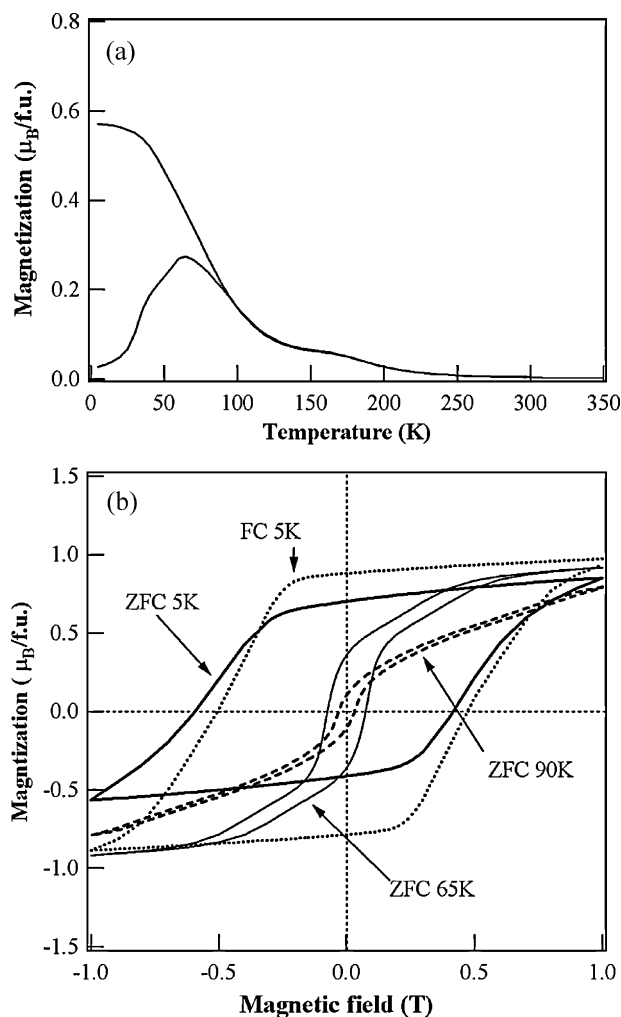 (a)
Magnetization (μB/f.u.)
0.8
0.6
0.4
0.2
0.0
0 50 100 150 200 250 300 350
Temperature (K)
(b)
Magntization ( μB/f.u.)
1.5
1.0
0.5
0.0
-0.5
-1.0
-1.5
FC 5K
ZFC 5K
ZFC 90K
ZFC 65K
-1.0 -0.5 0.0 0.5 1.0
Magnetic field (T)